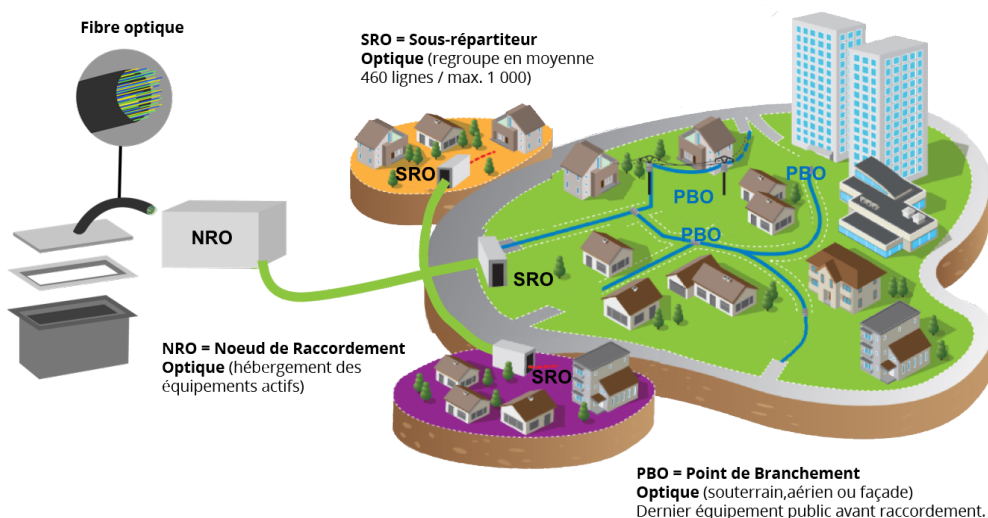 Fibre optique
SRO = Sous-répartiteur
Optique (regroupe en moyenne
460 lignes / max. 1 000)
SRO
NRO
PBO
PBO
PBO
SRO
NRO = Noeud de Raccordement
Optique (hébergement des
équipements actifs)
SRO
PBO = Point de Branchement
Optique (souterrain,aérien ou façade)
Dernier équipement public avant raccordement.